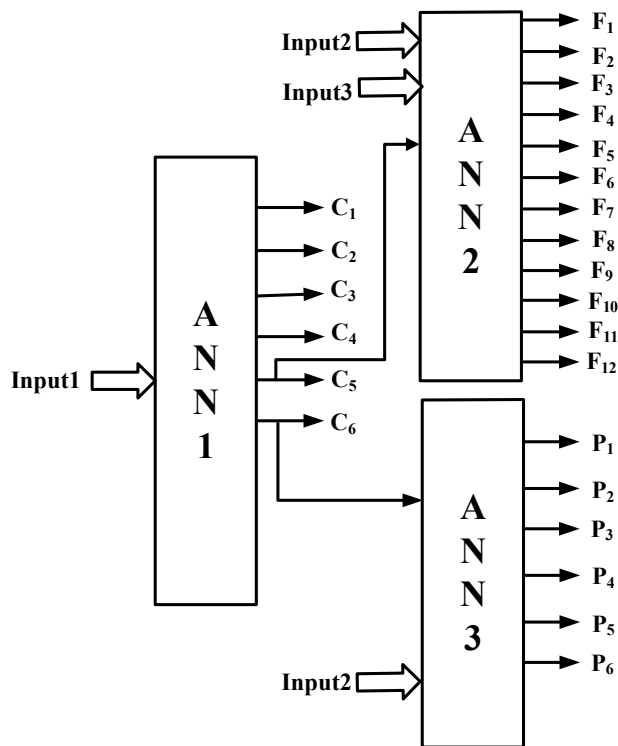 Input1
A
N
N
1
C₁
C₂
C₃
C₄
C₅
C₆
Input2
Input3
A
N
N
2
F₁
F₂
F₃
F₄
F₅
F₆
F₇
F₈
F₉
F₁₀
F₁₁
F₁₂
Input2
A
N
N
3
P₁
P₂
P₃
P₄
P₅
P₆